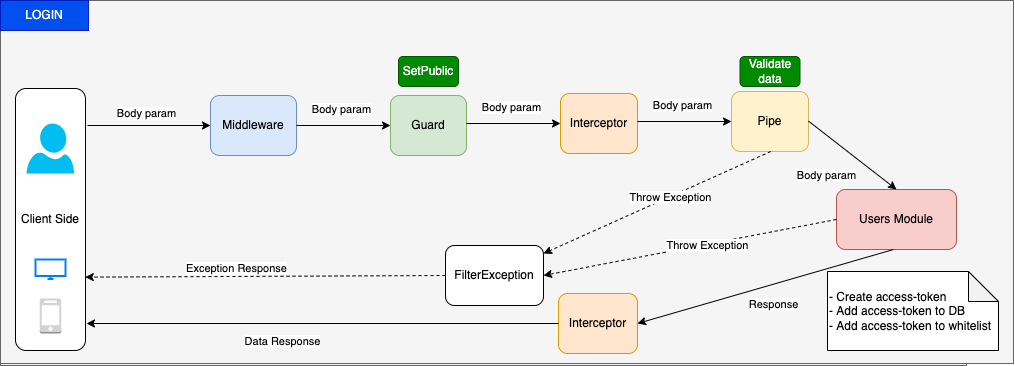 LOGIN
SetPublic
Validate
data
Body param
Middleware
Body param
Guard
Body param
Interceptor
Body param
Pipe
Body param
Throw Exception
Client Side
Users Module
Throw Exception
Exception Response
FilterException
Response
- Create access-token
- Add access-token to DB
- Add access-token to whitelist
Interceptor
Data Response